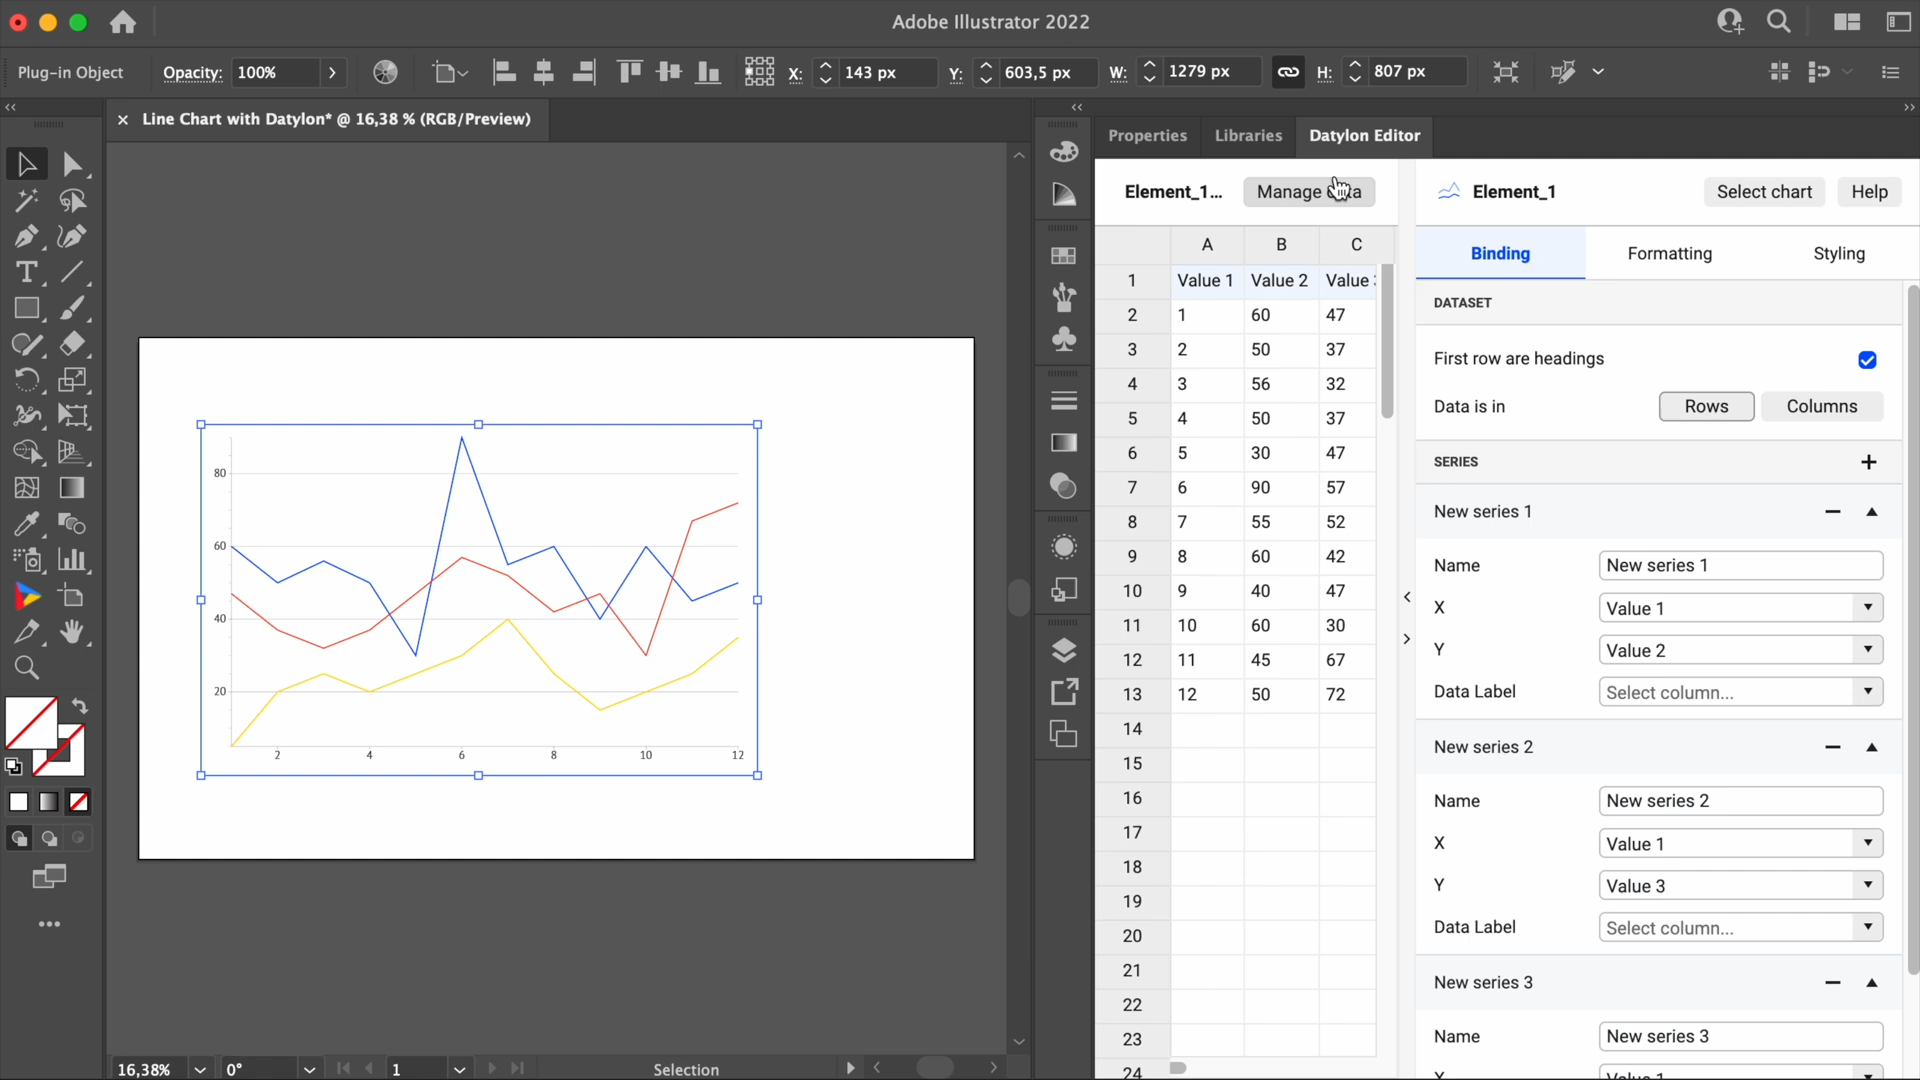 Adobe Illustrator 2022
Plug-in Object
Opacity: 100%
X: 143 px
Y: 603,5 px
W: 1279 px
H: 807 px
Line Chart with Datylon* @ 16,38 % (RGB/Preview)
80
60
40
20
2 4 6 8 10 12
16,38%
0°
1
Selection
Properties Libraries Datylon Editor
Element_1...
Manage
A B C
1 Value 1 Value 2 Value
2 1 60 47
3 2 50 37
4 3 56 32
5 4 50 37
6 5 30 47
7 6 90 57
8 7 55 52
9 8 60 42
10 9 40 47
11 10 60 30
12 11 45 67
13 12 50 72
14
15
16
17
18
19
20
21
22
23
24
Element_1
Select chart
Help
Binding Formatting Styling
DATASET
First row are headings
Data is in Rows Columns
SERIES
New series 1
Name New series 1
X Value 1
Y Value 2
Data Label Select column...
New series 2
Name New series 2
X Value 1
Y Value 3
Data Label Select column...
New series 3
Name New series 3
X Value 1